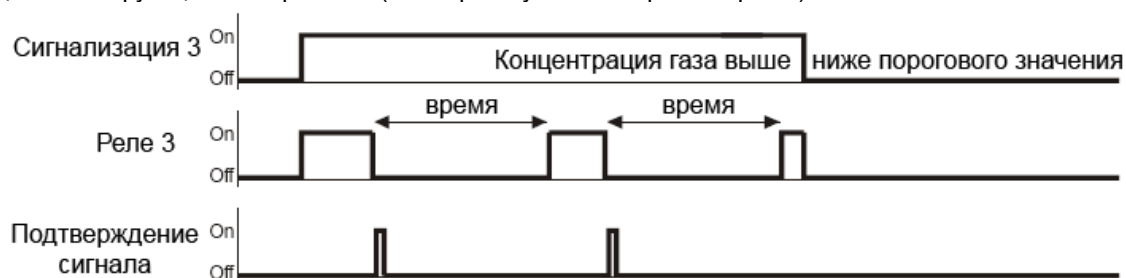 Сигнализация 3
On
Off
Концентрация газа выше
ниже порогового значения
время
время
Реле 3
On
Off
Подтверждение
сигнала
On
Off